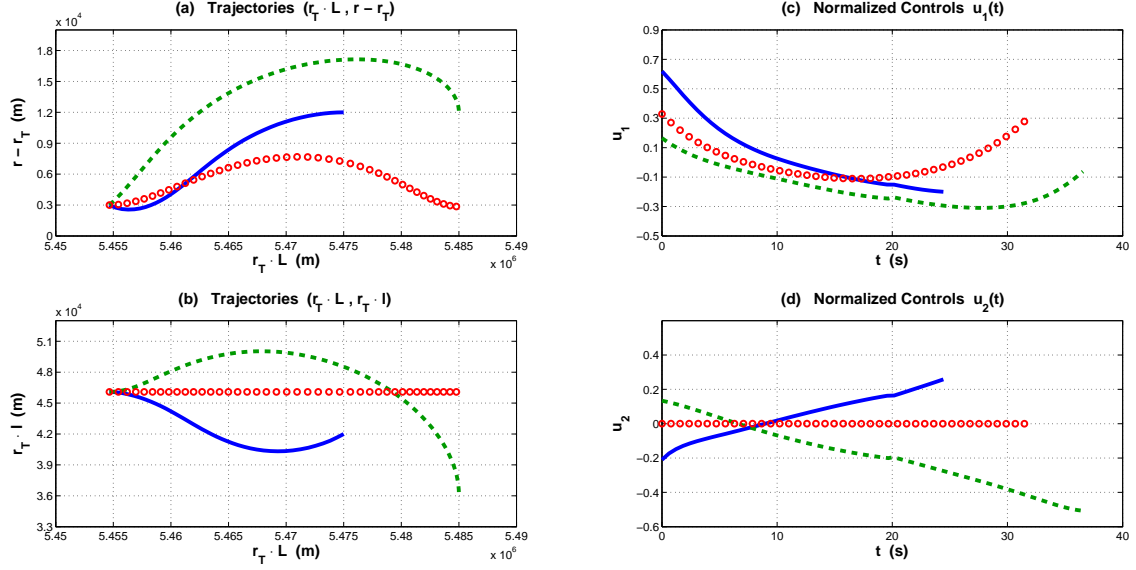 (a) Trajectories (r_T · L , r − r_T)
x 10^4
1.8
1.5
1.2
0.9
0.6
0.3
0
r − r_T (m)
5.45 5.455 5.46 5.465 5.47 5.475 5.48 5.485 5.49
r_T · L (m)
x 10^6
(c) Normalized Controls u_1(t)
0.9
0.7
0.5
0.3
0.1
−0.1
−0.3
−0.5
u_1
0 10 20 30 40
t (s)
(b) Trajectories (r_T · L , r_T · l)
x 10^4
5.1
4.8
4.5
4.2
3.9
3.6
3.3
r_T · l (m)
5.45 5.455 5.46 5.465 5.47 5.475 5.48 5.485 5.49
r_T · L (m)
x 10^6
(d) Normalized Controls u_2(t)
0.4
0.2
0
−0.2
−0.4
−0.6
u_2
0 10 20 30 40
t (s)